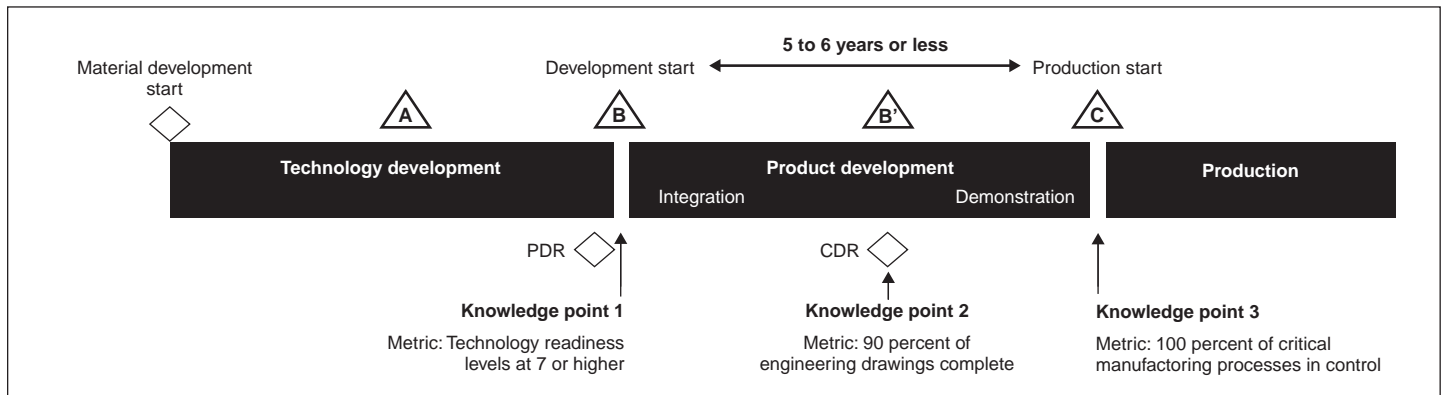 5 to 6 years or less
Material development
start
Development start
Production start
A
B
B'
C
Technology development
Product development
Production
Integration
Demonstration
PDR
CDR
Knowledge point 1
Metric: Technology readiness
levels at 7 or higher
Knowledge point 2
Metric: 90 percent of
engineering drawings complete
Knowledge point 3
Metric: 100 percent of critical
manufactoring processes in control